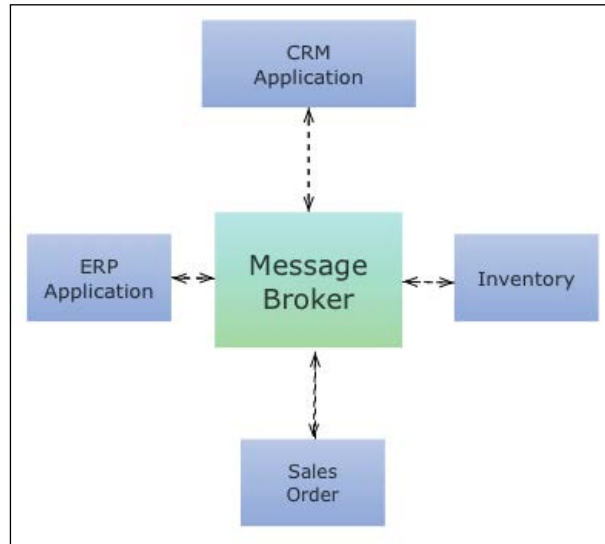 CRM
Application
ERP
Application
Message
Broker
Inventory
Sales
Order